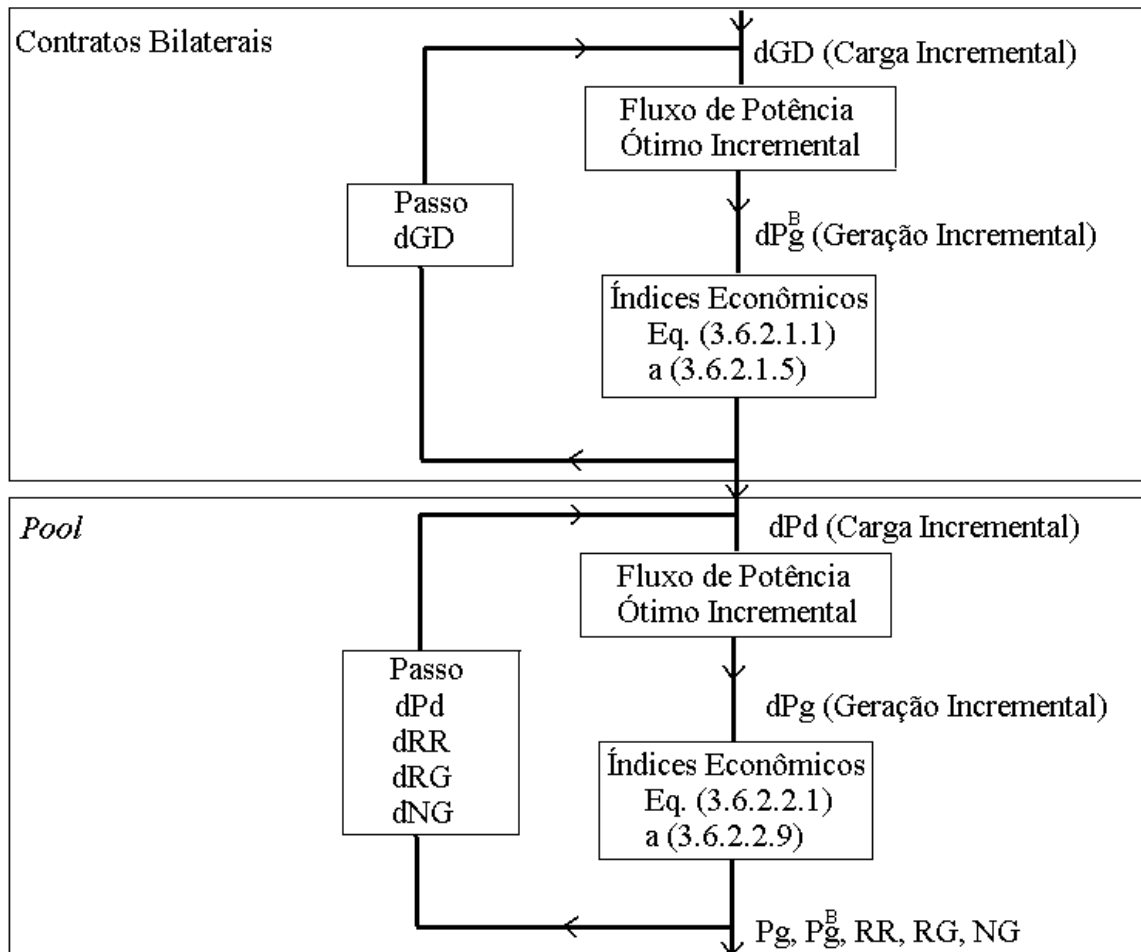 Contratos Bilaterais
dGD (Carga Incremental)
Fluxo de Potência
Ótimo Incremental
Passo
dGD
dPg^B (Geração Incremental)
Índices Econômicos
Eq. (3.6.2.1.1)
a (3.6.2.1.5)
Pool
dPd (Carga Incremental)
Fluxo de Potência
Ótimo Incremental
Passo
dPd
dRR
dRG
dNG
dPg (Geração Incremental)
Índices Econômicos
Eq. (3.6.2.2.1)
a (3.6.2.2.9)
Pg, Pg^B, RR, RG, NG